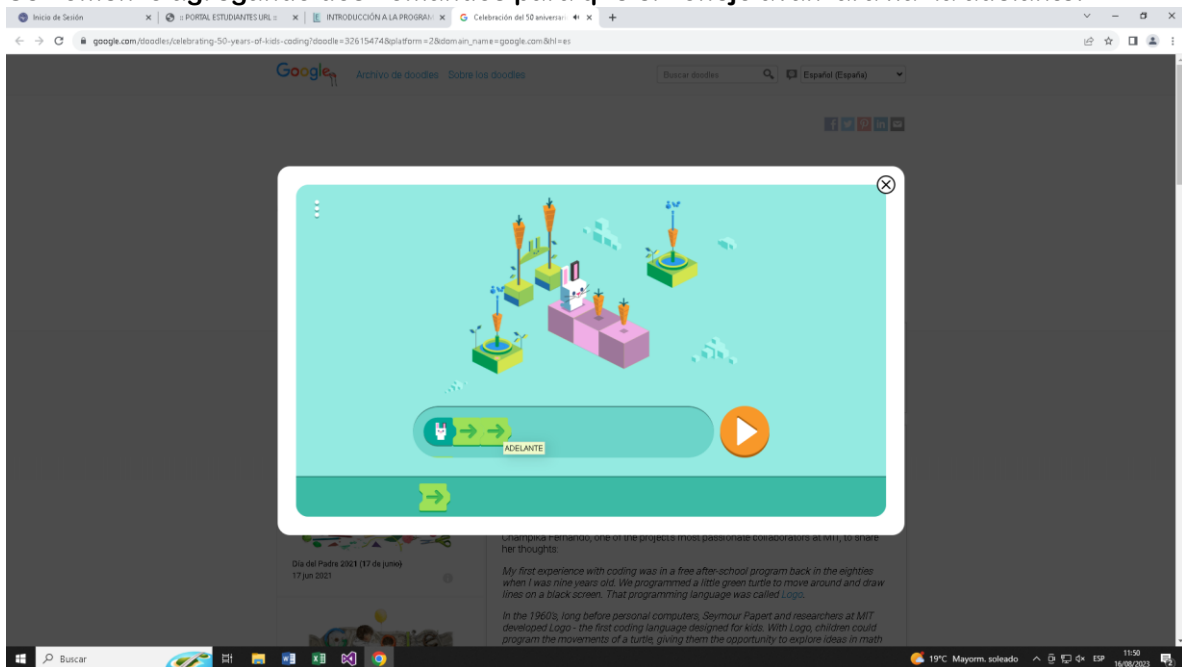 Inicio de Sesión
:: PORTAL ESTUDIANTES URL ::
INTRODUCCIÓN A LA PROGRAM
Celebración del 50 aniversari
google.com/doodles/celebrating-50-years-of-kids-coding?doodle=32615474&platform=2&domain_name=google.com&hl=es
Google
Archivo de doodles Sobre los doodles
Buscar doodles
Español (España)
ADELANTE
Champika Fernando, one of the project's most passionate collaborators at MIT, to share
her thoughts:
Día del Padre 2021 (17 de junio)
17 jun 2021
My first experience with coding was in a free after-school program back in the eighties
when I was nine years old. We programmed a little green turtle to move around and draw
lines on a black screen. That programming language was called Logo.
In the 1960's, long before personal computers, Seymour Papert and researchers at MIT
developed Logo - the first coding language designed for kids. With Logo, children could
program the movements of a turtle, giving them the opportunity to explore ideas in math
Buscar
19°C Mayorm. soleado
ESP
11:50
16/08/2023